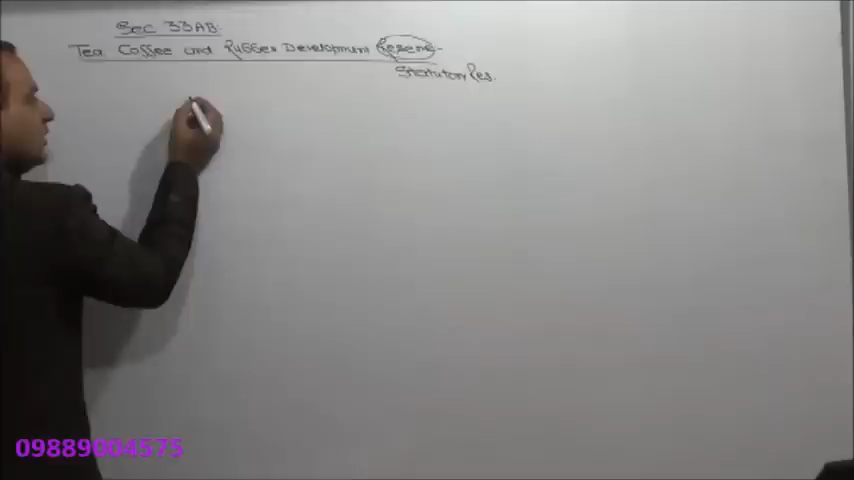 Sec 33AB:
Tea Coffee and Rubber Development Reserve-
Statutory Res.
09889004575